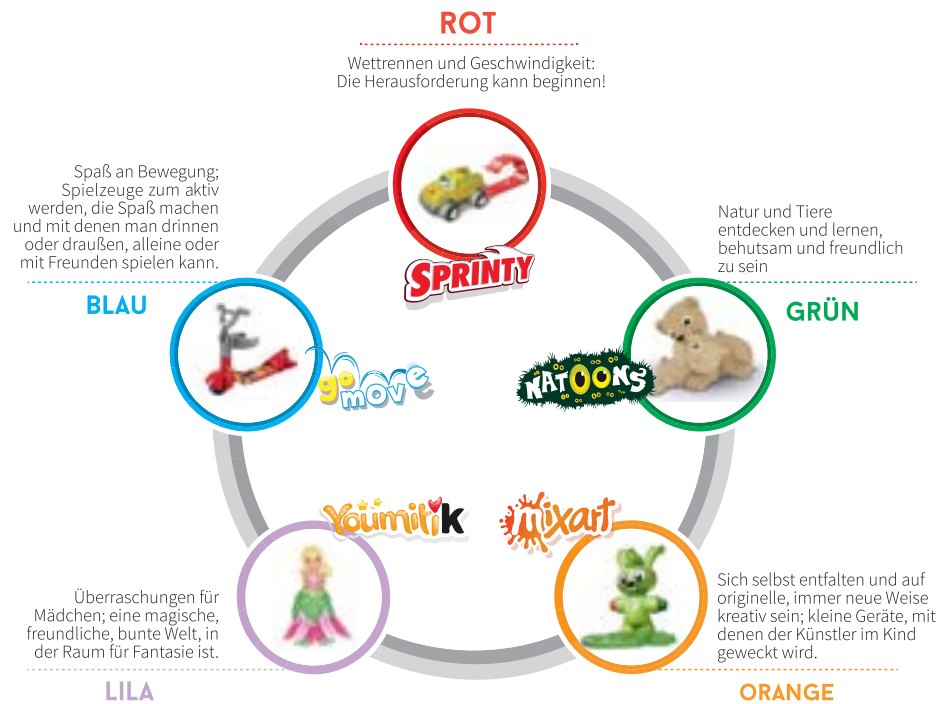 ROT
Wettrennen und Geschwindigkeit:
Die Herausforderung kann beginnen!
SPRINTY
Spaß an Bewegung;
Spielzeuge zum aktiv
werden, die Spaß machen
und mit denen man drinnen
oder draußen, alleine oder
mit Freunden spielen kann.
BLAU
go
move
Natur und Tiere
entdecken und lernen,
behutsam und freundlich
zu sein
GRÜN
NATOONS
Youmitik
Überraschungen für
Mädchen; eine magische,
freundliche, bunte Welt, in
der Raum für Fantasie ist.
LILA
Mixart
Sich selbst entfalten und auf
originelle, immer neue Weise
kreativ sein; kleine Geräte, mit
denen der Künstler im Kind
geweckt wird.
ORANGE